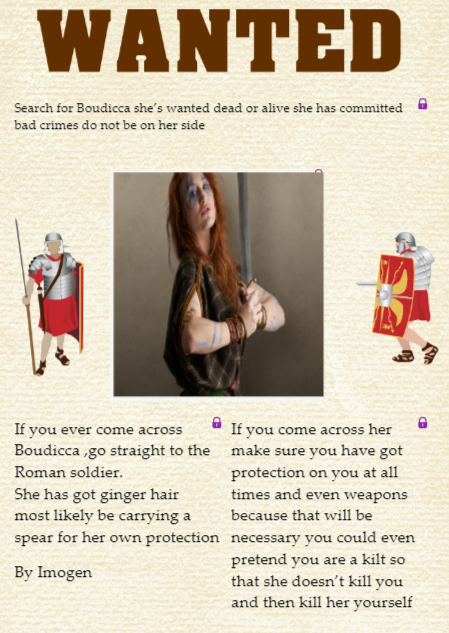 WANTED
Search for Boudicca she's wanted dead or alive she has committed
bad crimes do not be on her side
If you ever come across
Boudicca ,go straight to the
Roman soldier.
She has got ginger hair
most likely be carrying a
spear for her own protection
By Imogen
If you come across her
make sure you have got
protection on you at all
times and even weapons
because that will be
necessary you could even
pretend you are a kilt so
that she doesn't kill you
and then kill her yourself